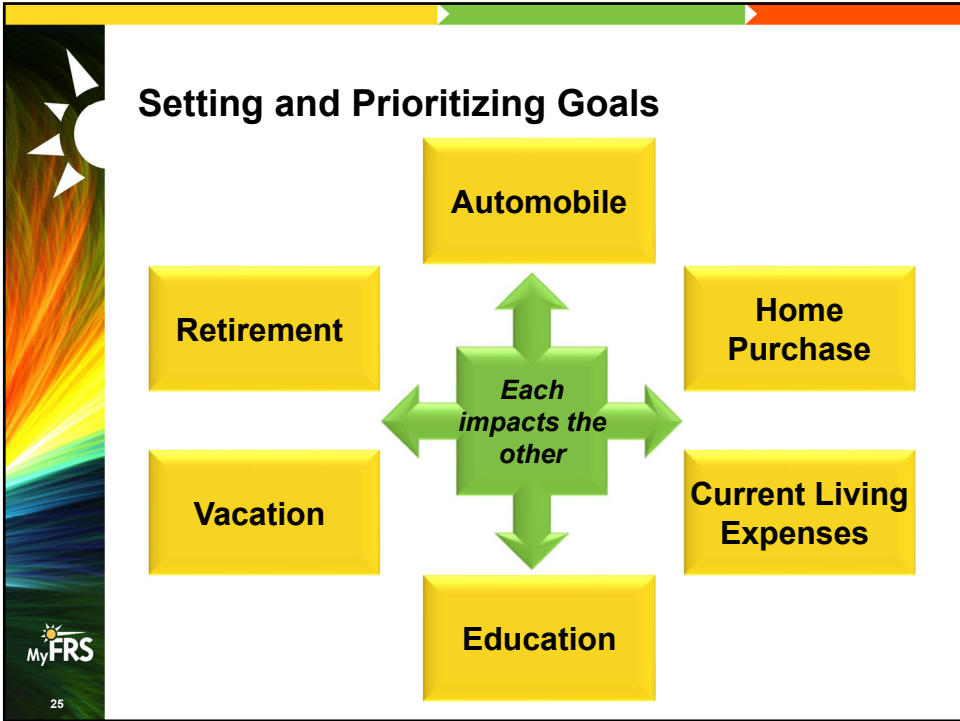 Setting and Prioritizing Goals
Automobile
Retirement
Home
Purchase
Each
impacts the
other
Vacation
Current Living
Expenses
Education
MyFRS
25